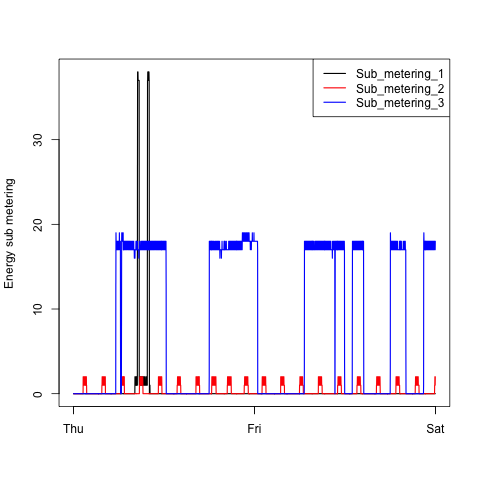 Sub_metering_1
Sub_metering_2
Sub_metering_3
Energy sub metering
30
20
10
0
Thu Fri Sat